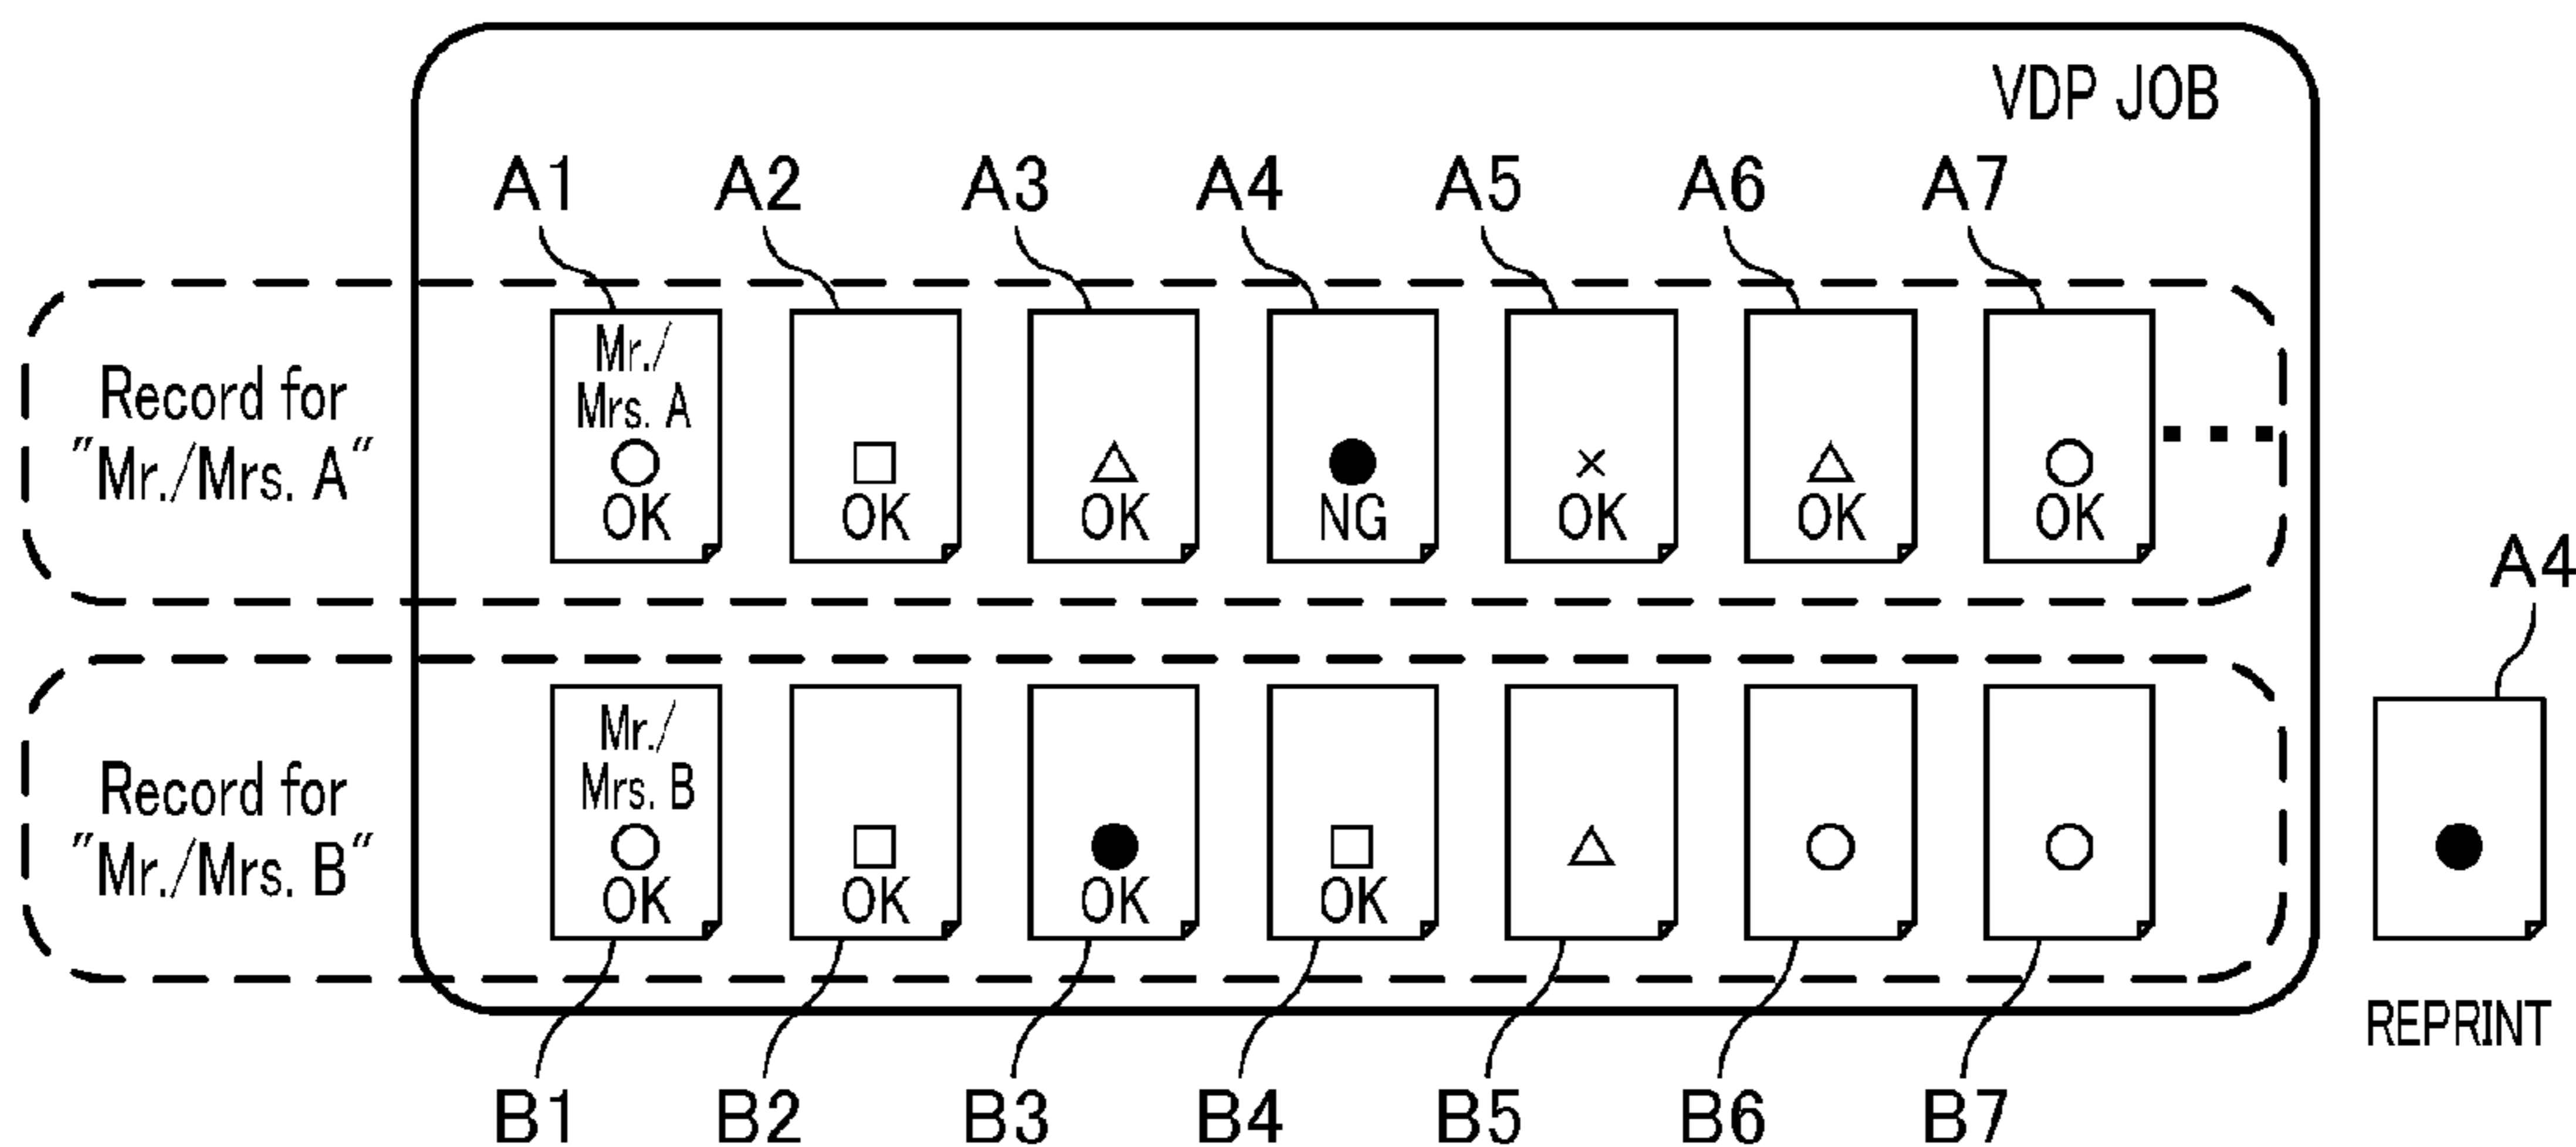 VDP JOB
A1 A2 A3 A4 A5 A6 A7
Record for
"Mr./Mrs. A"
Mr./
Mrs. A
OK OK OK NG OK OK OK
A4
Record for
"Mr./Mrs. B"
Mr./
Mrs. B
OK OK OK OK
REPRINT
B1 B2 B3 B4 B5 B6 B7